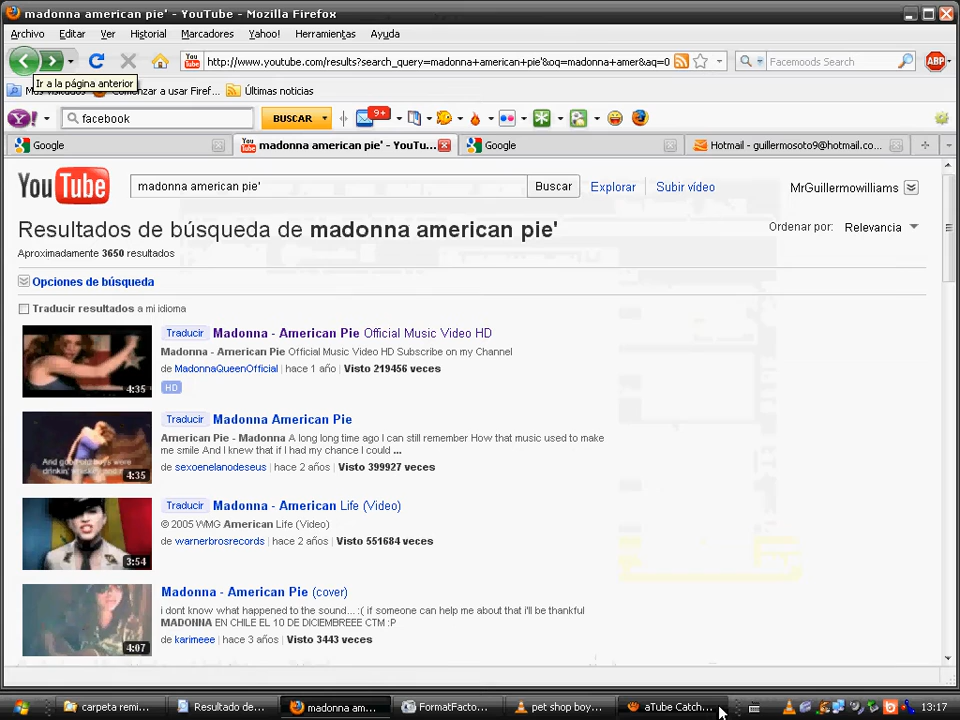 madonna american pie' - YouTube - Mozilla Firefox
Archivo Editar Ver Historial Marcadores Yahoo! Herramientas Ayuda
You Tube http://www.youtube.com/results?search_query=madonna+american+pie'&oq=madonna+amer&aq=0 Facemoods Search ABP
Ir a la página anterior
Comenzar a usar Firef... Últimas noticias
Y! facebook BUSCAR 9+
Google madonna american pie' - YouTu... Google Hotmail - guillermosoto9@hotmail.co...
YouTube madonna american pie' Buscar Explorar Subir vídeo MrGuillermowilliams
Resultados de búsqueda de madonna american pie' Ordenar por: Relevancia
Aproximadamente 3650 resultados
Opciones de búsqueda
Traducir resultados a mi idioma
Traducir Madonna - American Pie Official Music Video HD
Madonna - American Pie Official Music Video HD Subscribe on my Channel
de MadonnaQueenOfficial hace 1 año Visto 219456 veces
HD
4:35
Traducir Madonna American Pie
American Pie - Madonna A long long time ago I can still remember How that music used to make
me smile And I knew that if I had my chance I could ...
de sexoenelanodeseus hace 2 años Visto 399927 veces
And good old boys were
drinkin' whiskey and
4:35
Traducir Madonna - American Life (Video)
© 2005 WMG American Life (Video)
de warnerbrosrecords hace 2 años Visto 551684 veces
3:54
Madonna - American Pie (cover)
i dont know what happened to the sound... :( if someone can help me about that i'll be thankful
MADONNA EN CHILE EL 10 DE DICIEMBREEE CTM :P
de karimeee hace 3 años Visto 3443 veces
4:07
carpeta remi... Resultado de... madonna am... FormatFacto... pet shop boy... aTube Catch... 13:17